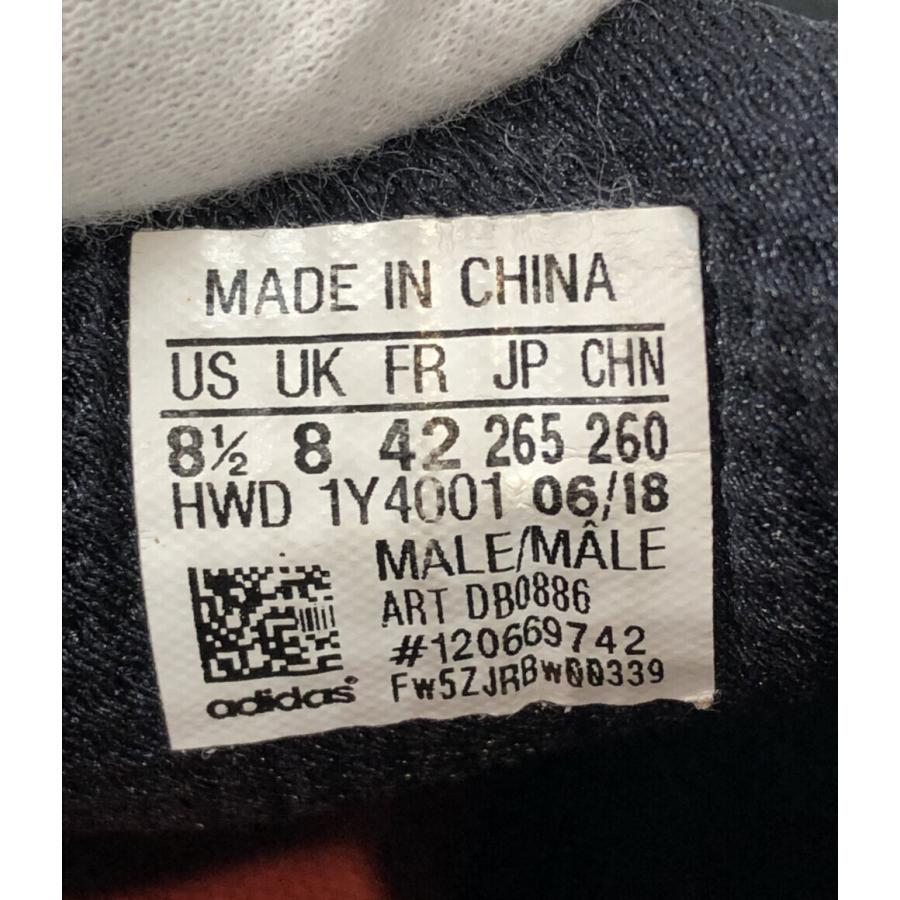 MADE IN CHINA
US UK FR JP CHN
8½ 8 42 265 260
HWD 1Y4001 06/18
MALE/MÂLE
ART DB0886
#120669742
FW5ZJRBW00339
adidas